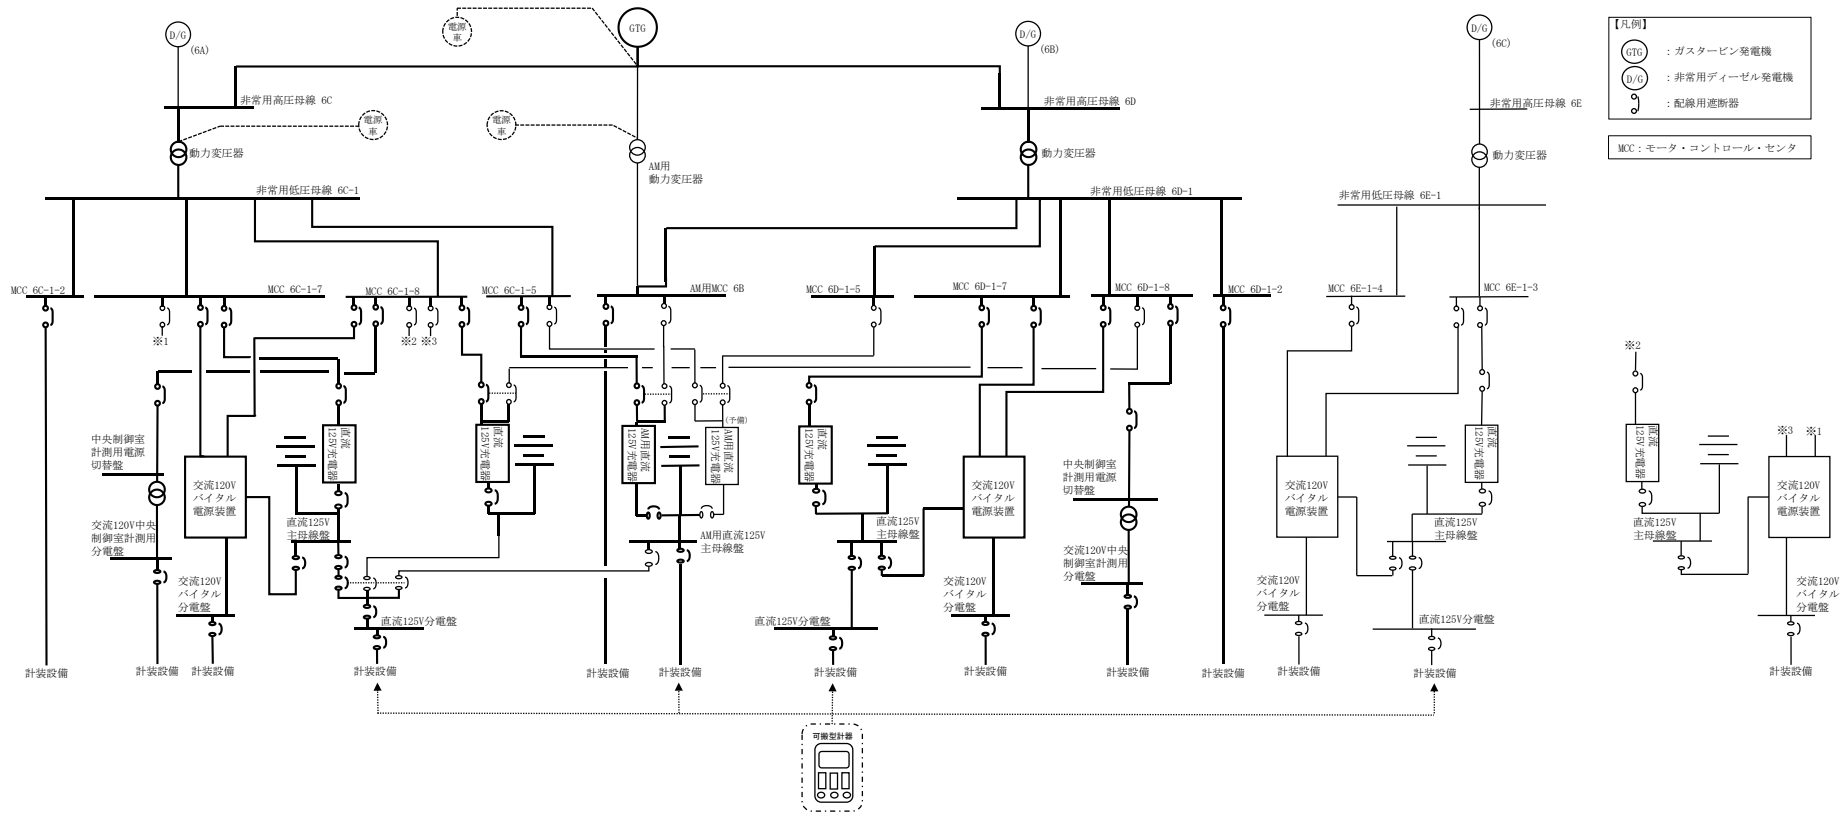 D/G
(6A)
電源
車
GTG
D/G
(6B)
D/G
(6C)
【凡例】
GTG
：ガスタービン発電機
D/G
：非常用ディーゼル発電機
：配線用遮断器
MCC：モータ・コントロール・センタ
非常用高圧母線 6C
非常用高圧母線 6D
非常用高圧母線 6E
電源
車
電源
車
動力変圧器
AM用
動力変圧器
動力変圧器
動力変圧器
非常用低圧母線 6C-1
非常用低圧母線 6D-1
非常用低圧母線 6E-1
MCC 6C-1-2
MCC 6C-1-7
MCC 6C-1-8
MCC 6C-1-5
AM用MCC 6B
MCC 6D-1-5
MCC 6D-1-7
MCC 6D-1-8
MCC 6D-1-2
MCC 6E-1-4
MCC 6E-1-3
※1
※2
※3
※2
(予備)
中央制御室
計測用電源
切替盤
直流
125V充電器
直流
125V充電器
AM用直流
125V充電器
AM用直流
125V充電器
直流
125V充電器
中央制御室
計測用電源
切替盤
直流
125V充電器
直流
125V充電器
※3
※1
交流120V
バイタル
電源装置
交流120V
バイタル
電源装置
交流120V
バイタル
電源装置
交流120V
バイタル
電源装置
交流120V中央
制御室計測用
分電盤
直流125V
主母線盤
AM用直流125V
主母線盤
直流125V
主母線盤
交流120V中央
制御室計測用
分電盤
直流125V
主母線盤
直流125V
主母線盤
交流120V
バイタル
分電盤
交流120V
バイタル
分電盤
交流120V
バイタル
分電盤
交流120V
バイタル
分電盤
直流125V分電盤
直流125V分電盤
直流125V分電盤
計装設備
計装設備
計装設備
計装設備
計装設備
計装設備
計装設備
計装設備
計装設備
計装設備
計装設備
計装設備
計装設備
可搬型計器